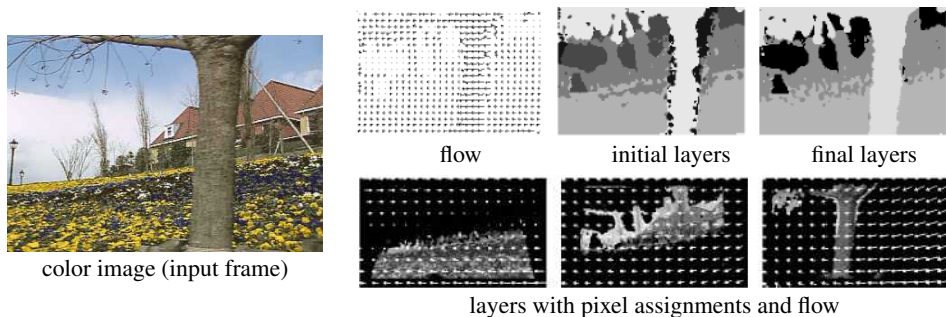 flow
initial layers
final layers
color image (input frame)
layers with pixel assignments and flow